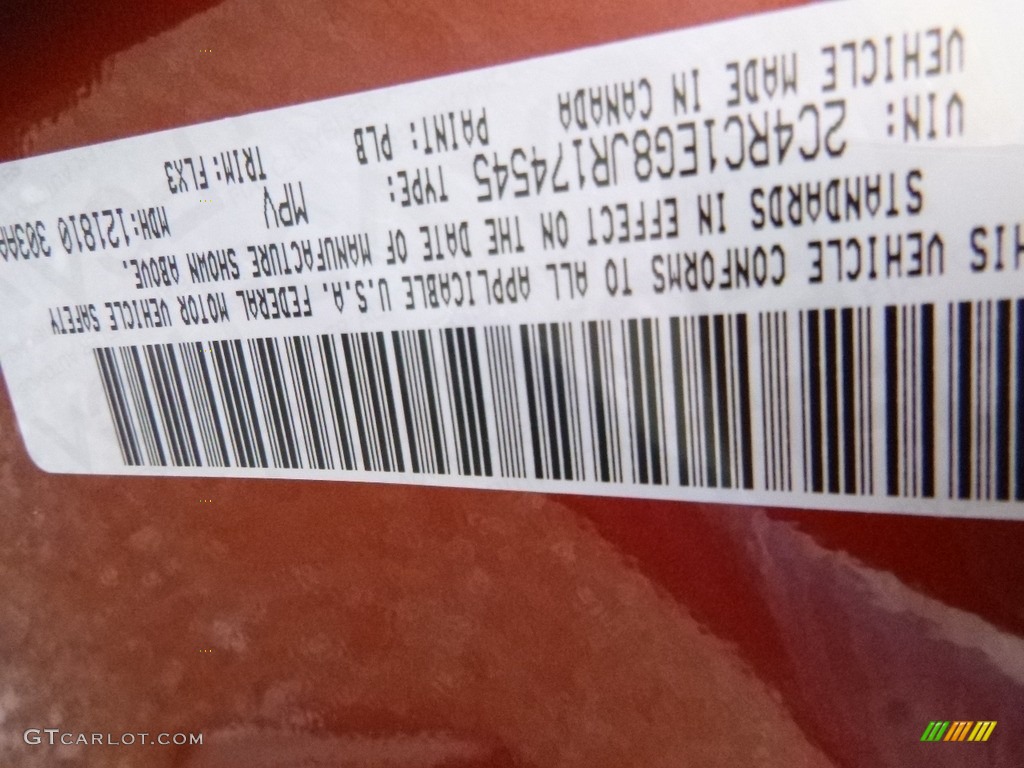 HIS VEHICLE CONFORMS TO ALL APPLICABLE U.S.A. FEDERAL MOTOR VEHICLE SAFETY
STANDARDS IN EFFECT ON THE DATE OF MANUFACTURE SHOWN ABOVE.
VIN: 2C4RC1EG8JR174545 TYPE: MPV MDH:121810 303AA
VEHICLE MADE IN CANADA PAINT: PLB TRIM:FLX3
GTCARLOT.COM